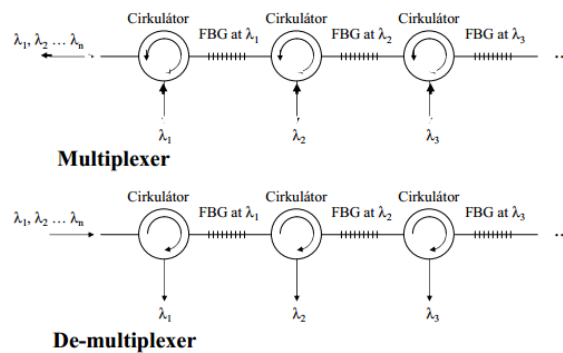 Cirkulátor Cirkulátor Cirkulátor
λ₁, λ₂ … λₙ FBG at λ₁ FBG at λ₂ FBG at λ₃ ..
λ₁ λ₂ λ₃
Multiplexer
Cirkulátor Cirkulátor Cirkulátor
λ₁, λ₂ … λₙ FBG at λ₁ FBG at λ₂ FBG at λ₃ ..
λ₁ λ₂ λ₃
De-multiplexer